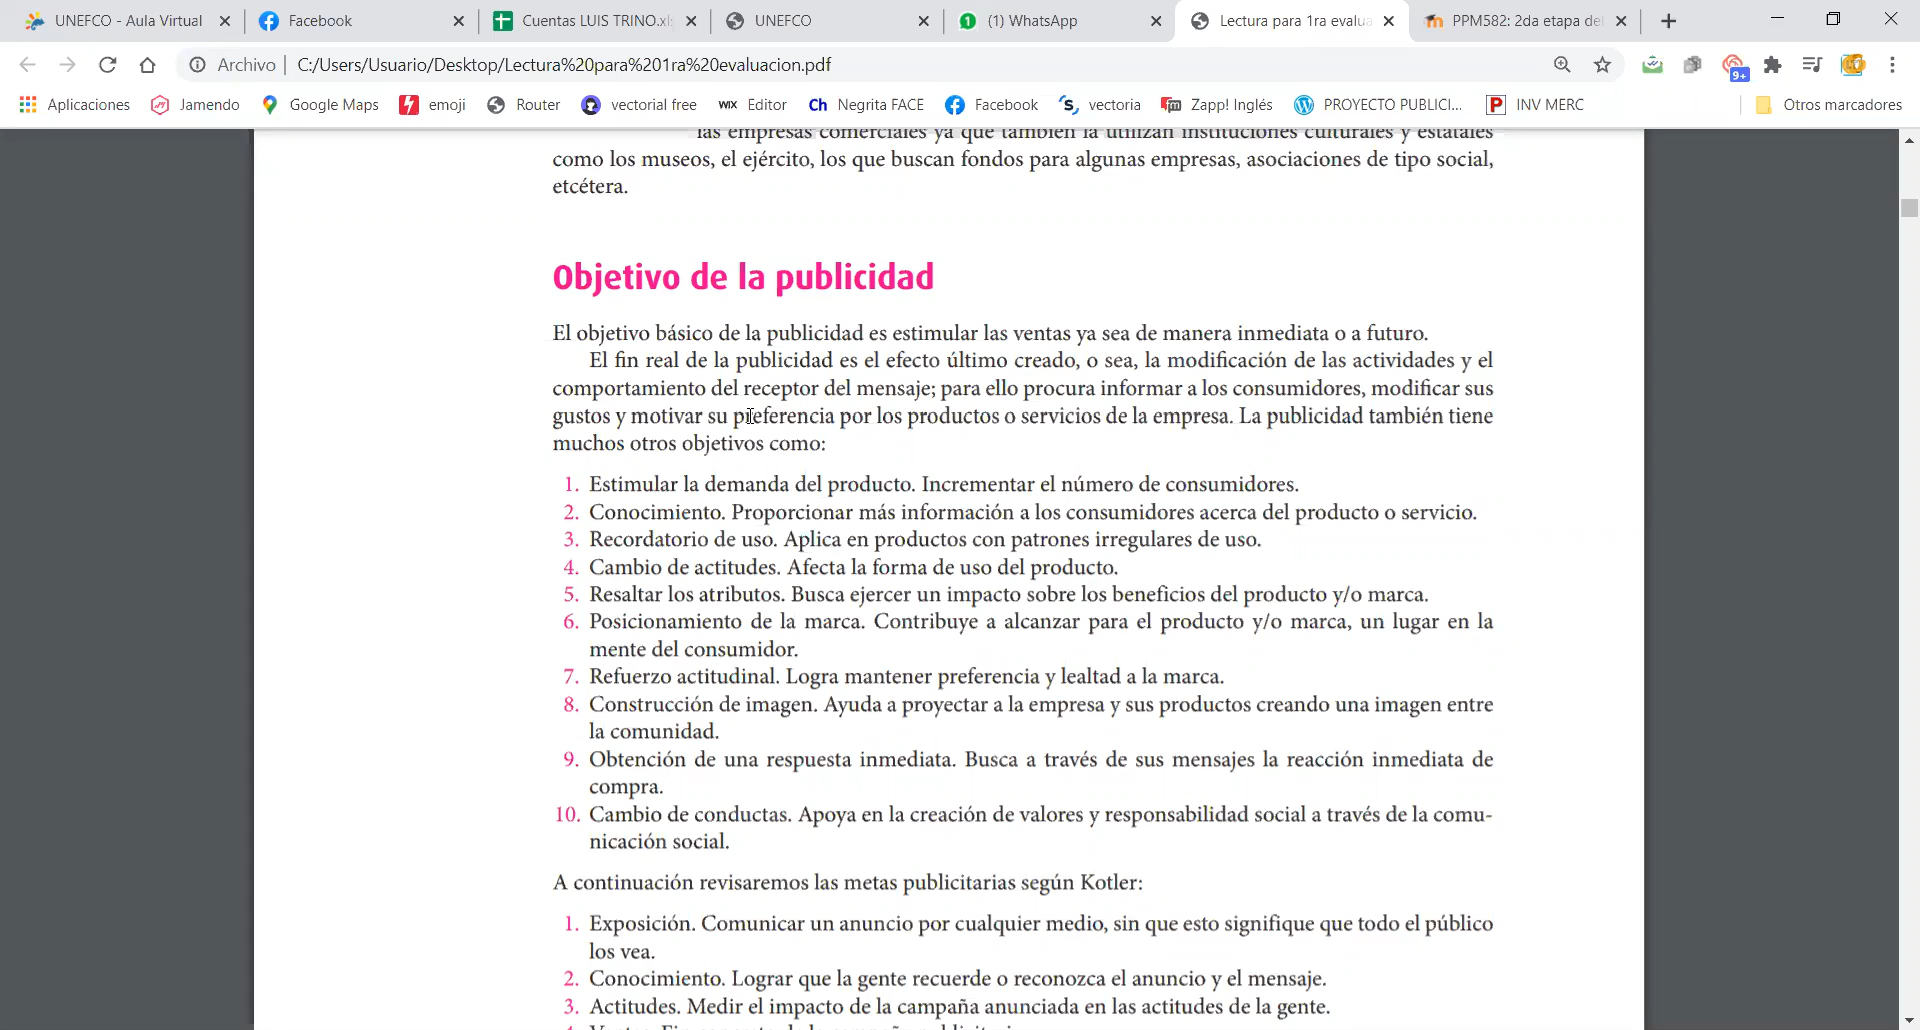 UNEFCO - Aula Virtual
Facebook
Cuentas LUIS TRINO.xl
UNEFCO
(1) WhatsApp
Lectura para 1ra evalu
PPM582: 2da etapa de
Archivo
C:/Users/Usuario/Desktop/Lectura%20para%201ra%20evaluacion.pdf
9+
Aplicaciones
Jamendo
Google Maps
emoji
Router
vectorial free
WIX Editor
Ch Negrita FACE
Facebook
vectoria
Zapp! Inglés
PROYECTO PUBLICI...
INV MERC
Otros marcadores
las empresas comerciales ya que también la utilizan instituciones culturales y estatales
como los museos, el ejército, los que buscan fondos para algunas empresas, asociaciones de tipo social,
etcétera.
Objetivo de la publicidad
El objetivo básico de la publicidad es estimular las ventas ya sea de manera inmediata o a futuro.
El fin real de la publicidad es el efecto último creado, o sea, la modificación de las actividades y el
comportamiento del receptor del mensaje; para ello procura informar a los consumidores, modificar sus
gustos y motivar su preferencia por los productos o servicios de la empresa. La publicidad también tiene
muchos otros objetivos como:
1. Estimular la demanda del producto. Incrementar el número de consumidores.
2. Conocimiento. Proporcionar más información a los consumidores acerca del producto o servicio.
3. Recordatorio de uso. Aplica en productos con patrones irregulares de uso.
4. Cambio de actitudes. Afecta la forma de uso del producto.
5. Resaltar los atributos. Busca ejercer un impacto sobre los beneficios del producto y/o marca.
6. Posicionamiento de la marca. Contribuye a alcanzar para el producto y/o marca, un lugar en la
mente del consumidor.
7. Refuerzo actitudinal. Logra mantener preferencia y lealtad a la marca.
8. Construcción de imagen. Ayuda a proyectar a la empresa y sus productos creando una imagen entre
la comunidad.
9. Obtención de una respuesta inmediata. Busca a través de sus mensajes la reacción inmediata de
compra.
10. Cambio de conductas. Apoya en la creación de valores y responsabilidad social a través de la comu-
nicación social.
A continuación revisaremos las metas publicitarias según Kotler:
1. Exposición. Comunicar un anuncio por cualquier medio, sin que esto signifique que todo el público
los vea.
2. Conocimiento. Lograr que la gente recuerde o reconozca el anuncio y el mensaje.
3. Actitudes. Medir el impacto de la campaña anunciada en las actitudes de la gente.